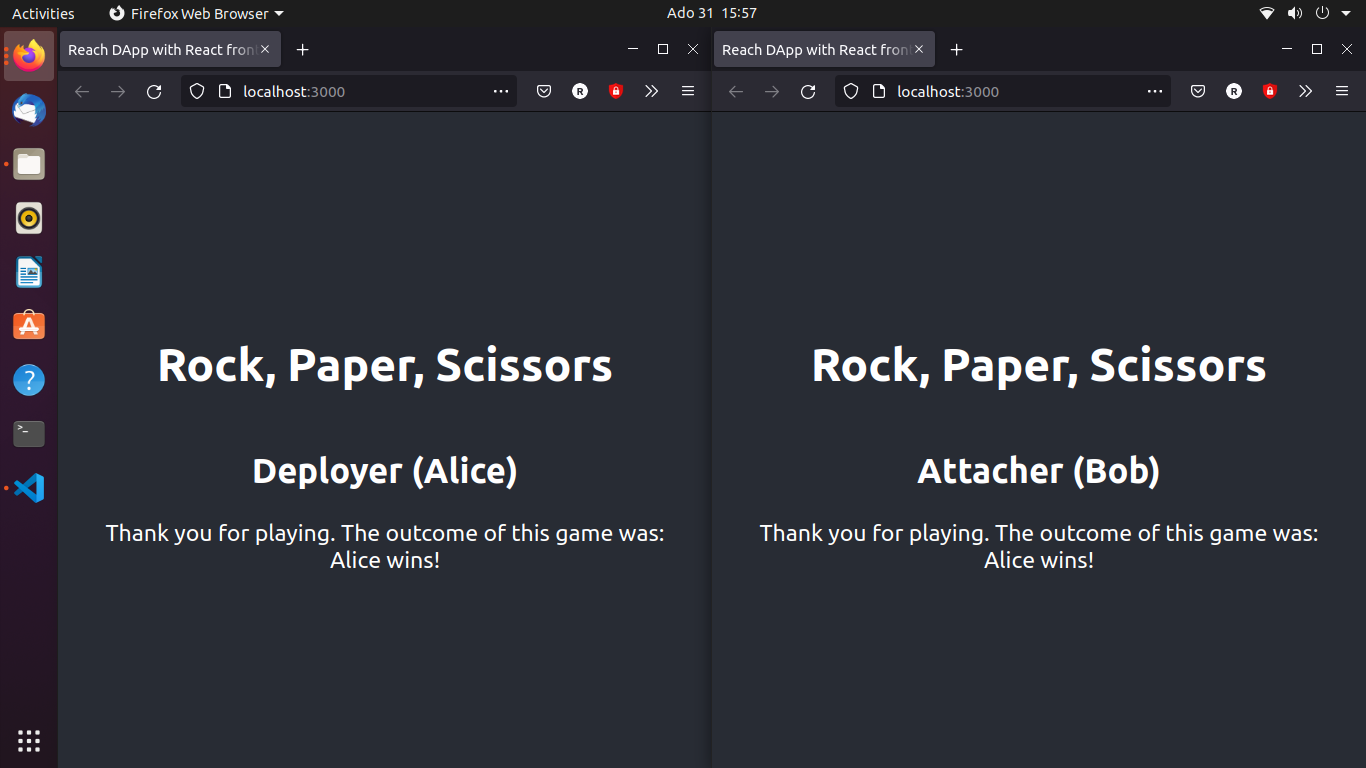 Activities
Firefox Web Browser
Ado 31 15:57
Reach DApp with React front
localhost:3000
Rock, Paper, Scissors
Deployer (Alice)
Thank you for playing. The outcome of this game was:
Alice wins!
Reach DApp with React front
localhost:3000
Rock, Paper, Scissors
Attacher (Bob)
Thank you for playing. The outcome of this game was:
Alice wins!